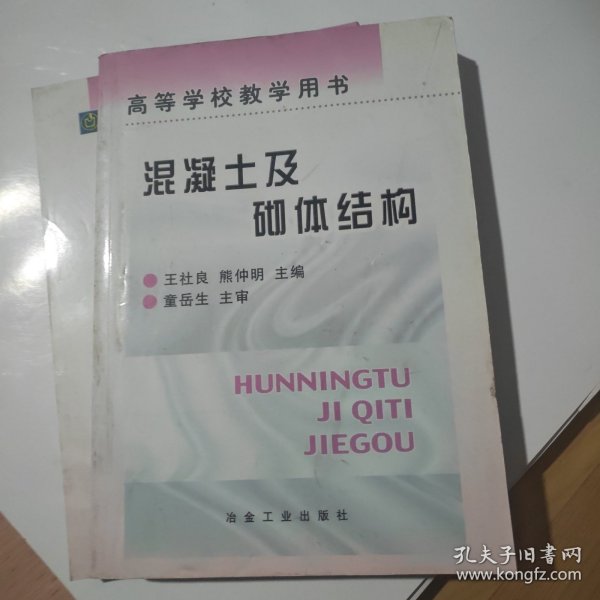 高等学校教学用书
混凝土及
砌体结构
王社良 熊仲明 主编
童岳生 主审
HUNNINGTU
JI QITI
JIEGOU
冶金工业出版社
孔夫子旧书网
www.kongfz.com